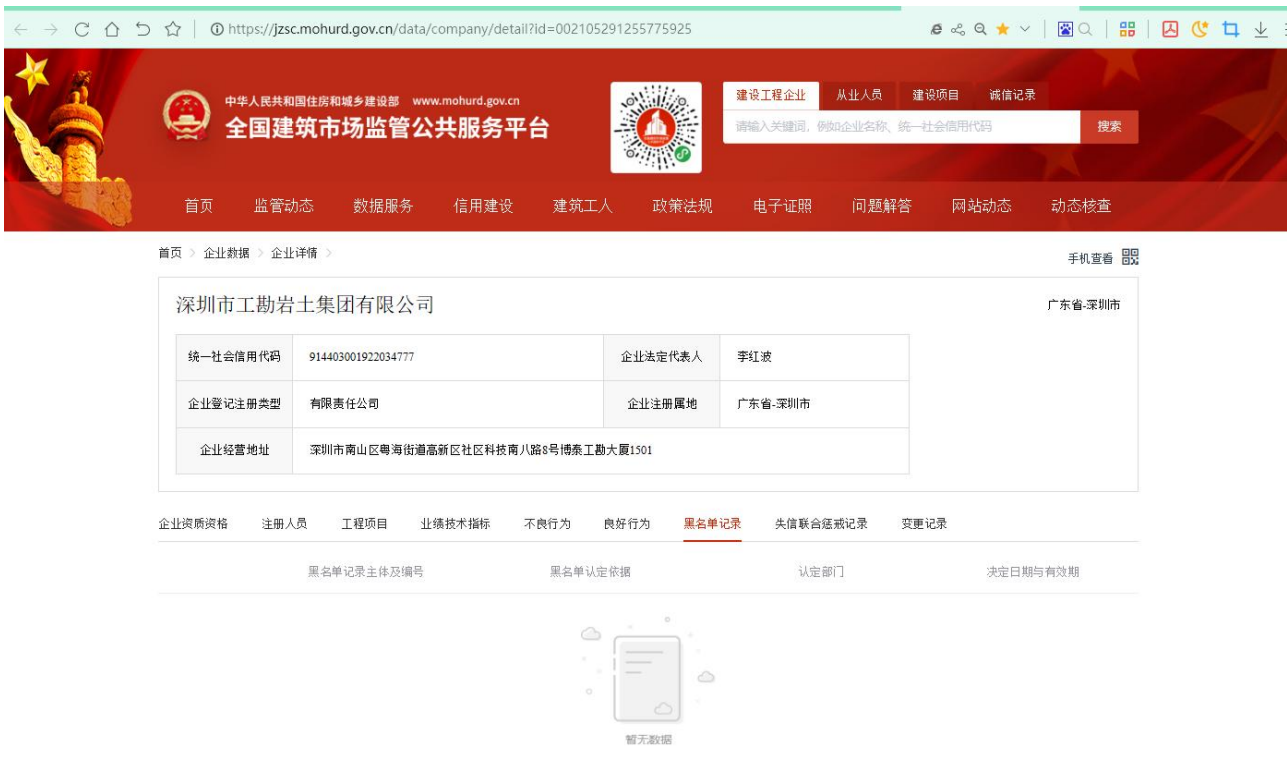 https://jzsc.mohurd.gov.cn/data/company/detail?id=002105291255775925
中华人民共和国住房和城乡建设部 www.mohurd.gov.cn
全国建筑市场监管公共服务平台
建设工程企业 从业人员 建设项目 诚信记录
请输入关键词，例如企业名称、统一社会信用代码 搜索
首页 监管动态 数据服务 信用建设 建筑工人 政策法规 电子证照 问题解答 网站动态 动态核查
首页 > 企业数据 > 企业详情 >
手机查看
深圳市工勘岩土集团有限公司 广东省-深圳市
统一社会信用代码 914403001922034777 企业法定代表人 李红波
企业登记注册类型 有限责任公司 企业注册属地 广东省-深圳市
企业经营地址 深圳市南山区粤海街道高新区社区科技南八路8号博泰工勘大厦1501
企业资质资格 注册人员 工程项目 业绩技术指标 不良行为 良好行为 黑名单记录 失信联合惩戒记录 变更记录
黑名单记录主体及编号 黑名单认定依据 认定部门 决定日期与有效期
暂无数据